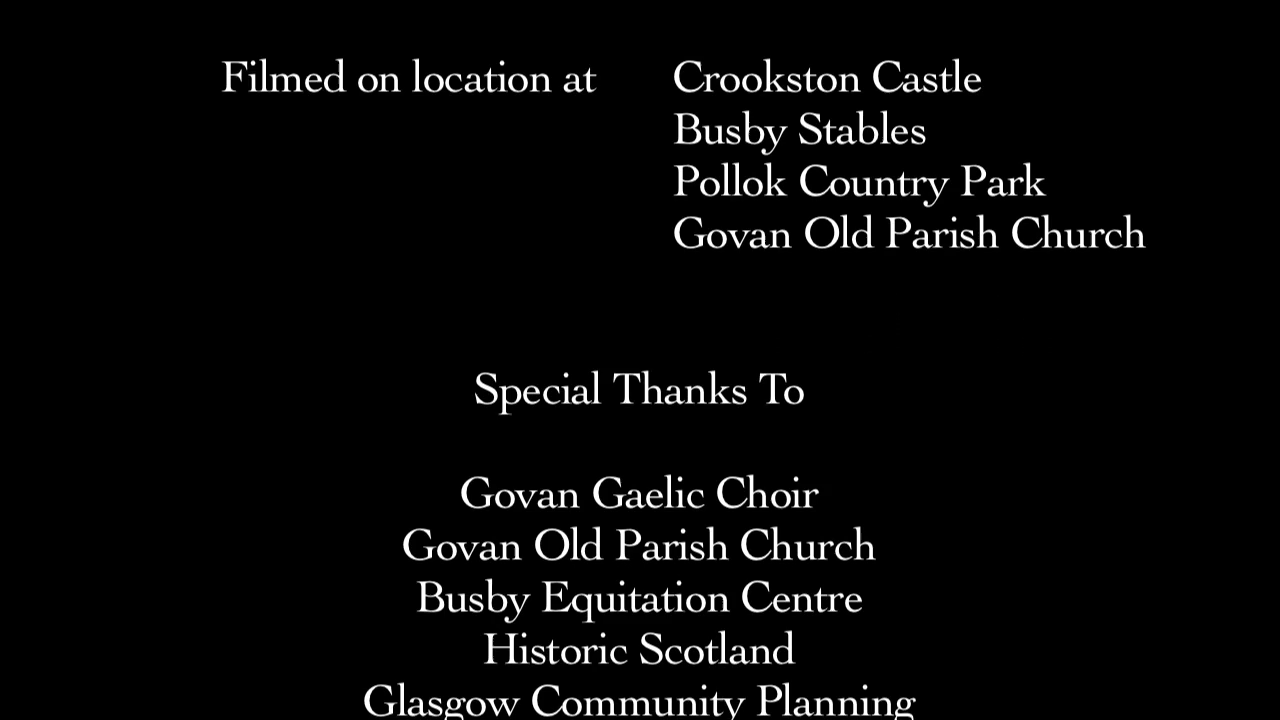 Filmed on location at Crookston Castle
Busby Stables
Pollok Country Park
Govan Old Parish Church
Special Thanks To
Govan Gaelic Choir
Govan Old Parish Church
Busby Equitation Centre
Historic Scotland
Glasgow Community Planning